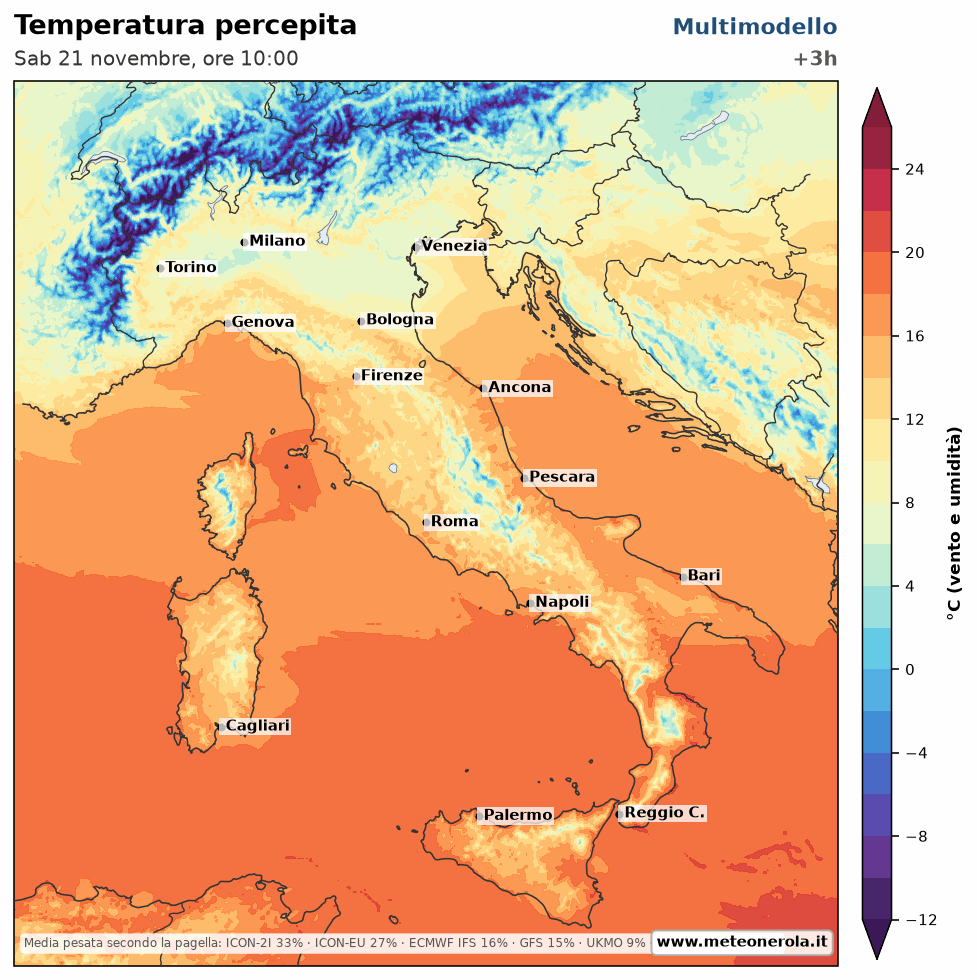 Temperatura percepita
Multimodello
Sab 21 novembre, ore 10:00
+3h
Milano
Venezia
Torino
Genova
Bologna
Firenze
Ancona
Pescara
Roma
Bari
Napoli
Cagliari
Palermo
Reggio C.
24
20
16
12
8
4
0
−4
−8
−12
°C (vento e umidità)
Media pesata secondo la pagella: ICON-2I 33% · ICON-EU 27% · ECMWF IFS 16% · GFS 15% · UKMO 9%
www.meteonerola.it